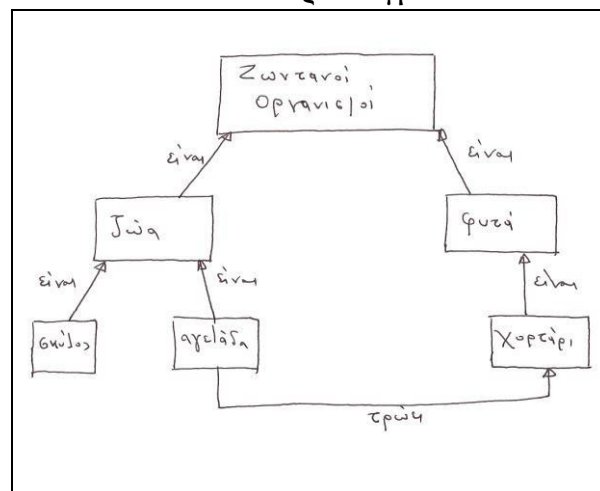 Ζωντανοί
Οργανισμοί
είναι
είναι
ζώα
φυτά
είναι
είναι
είναι
σκύλος
αγελάδα
χορτάρι
τρώει